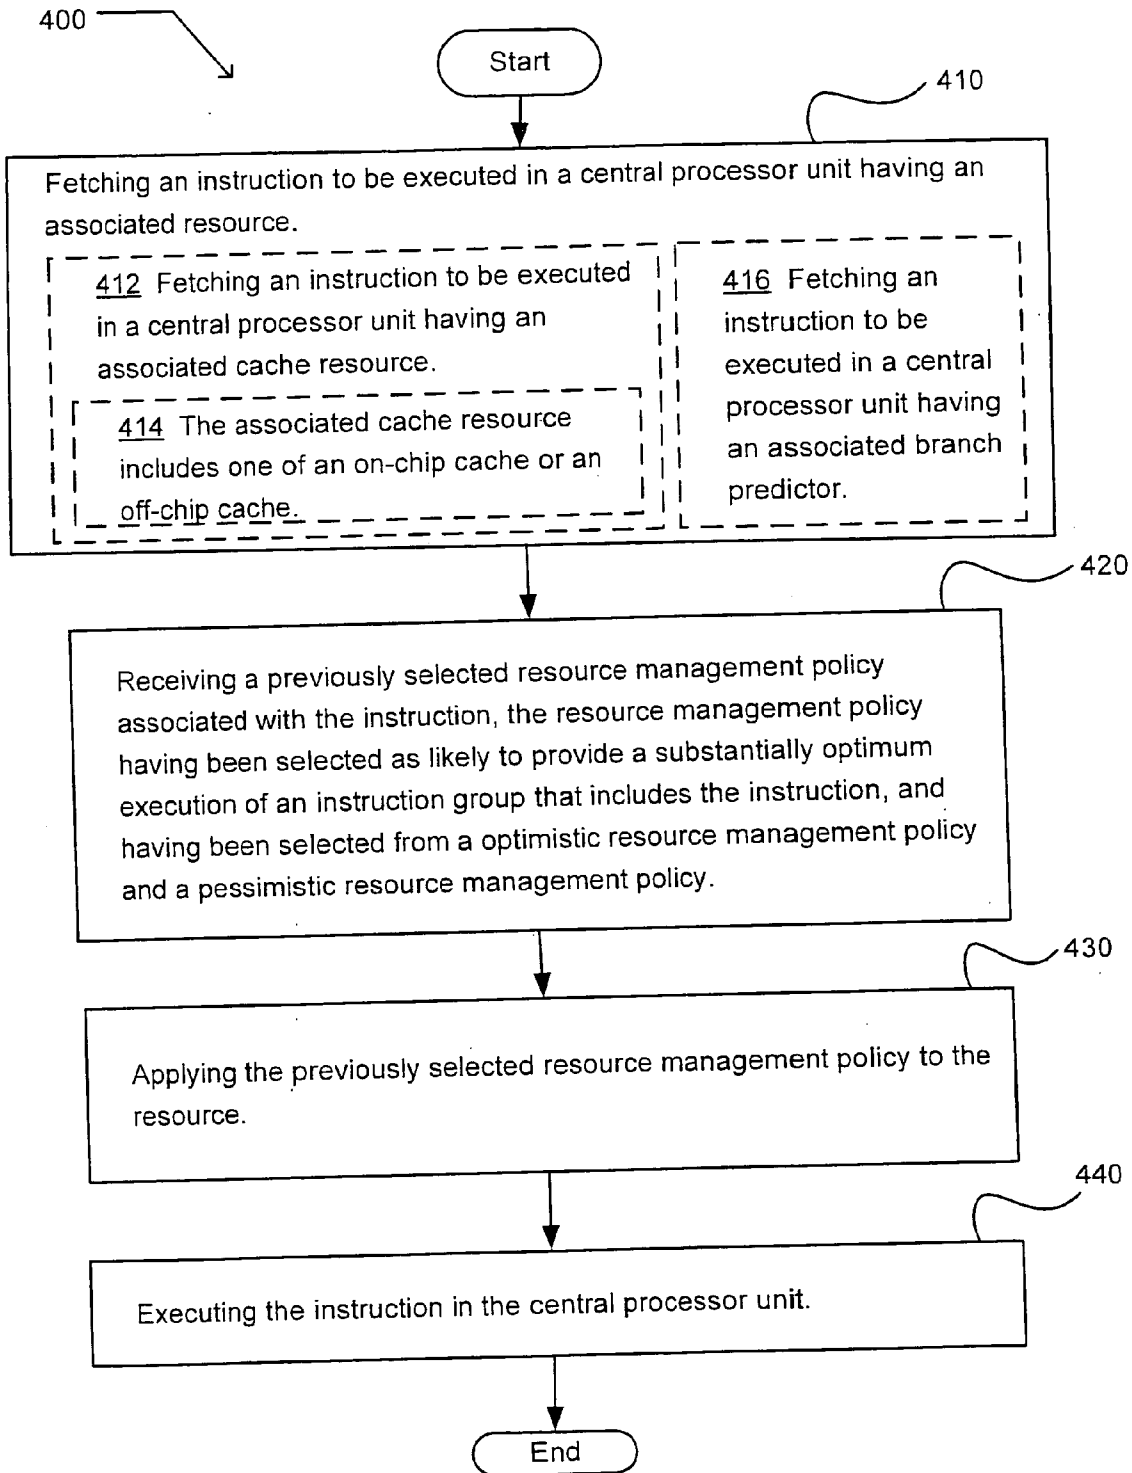 400
Start
410
Fetching an instruction to be executed in a central processor unit having an
associated resource.
412 Fetching an instruction to be executed
in a central processor unit having an
associated cache resource.
414 The associated cache resource
includes one of an on-chip cache or an
off-chip cache.
416 Fetching an
instruction to be
executed in a central
processor unit having
an associated branch
predictor.
420
Receiving a previously selected resource management policy
associated with the instruction, the resource management policy
having been selected as likely to provide a substantially optimum
execution of an instruction group that includes the instruction, and
having been selected from a optimistic resource management policy
and a pessimistic resource management policy.
430
Applying the previously selected resource management policy to the
resource.
440
Executing the instruction in the central processor unit.
End